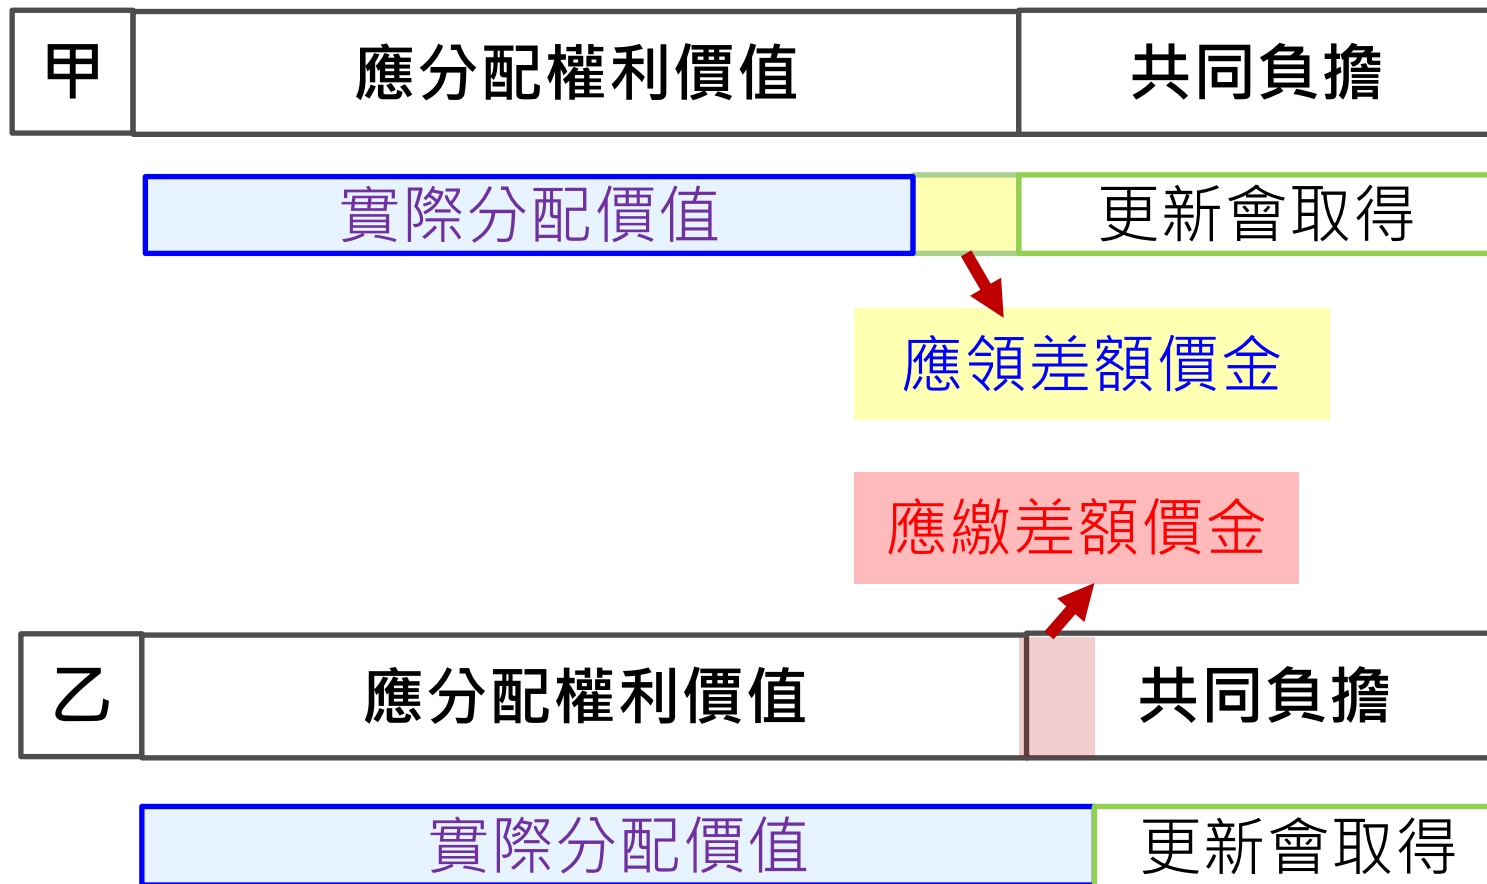 甲 應分配權利價值 共同負擔
實際分配價值 更新會取得
應領差額價金
應繳差額價金
乙 應分配權利價值 共同負擔
實際分配價值 更新會取得